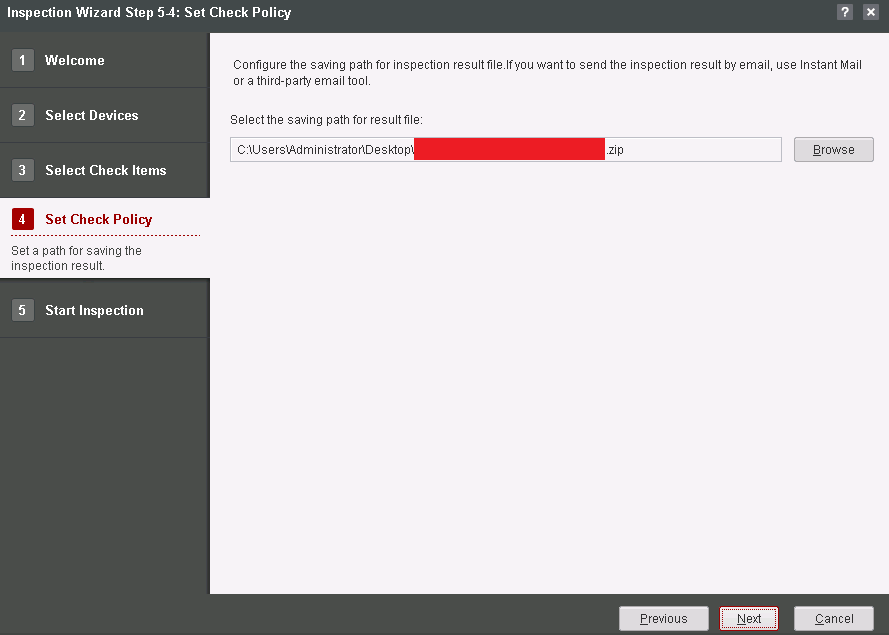 Inspection Wizard Step 5-4: Set Check Policy
? ×
1 Welcome
2 Select Devices
3 Select Check Items
4 Set Check Policy
Set a path for saving the
inspection result.
5 Start Inspection
Configure the saving path for inspection result file.If you want to send the inspection result by email, use Instant Mail
or a third-party email tool.
Select the saving path for result file:
C:\Users\Administrator\Desktop\ .zip
Browse
Previous
Next
Cancel